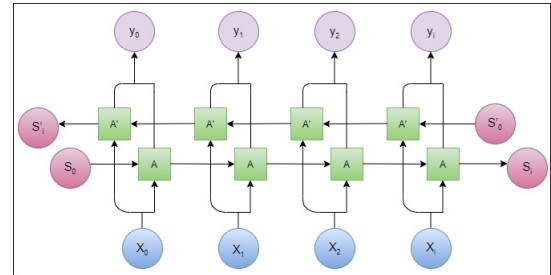 y₀ y₁ y₂ yᵢ
S'ᵢ A' A' A' A' S'₀
S₀ A A A A Sᵢ
X₀ X₁ X₂ Xᵢ